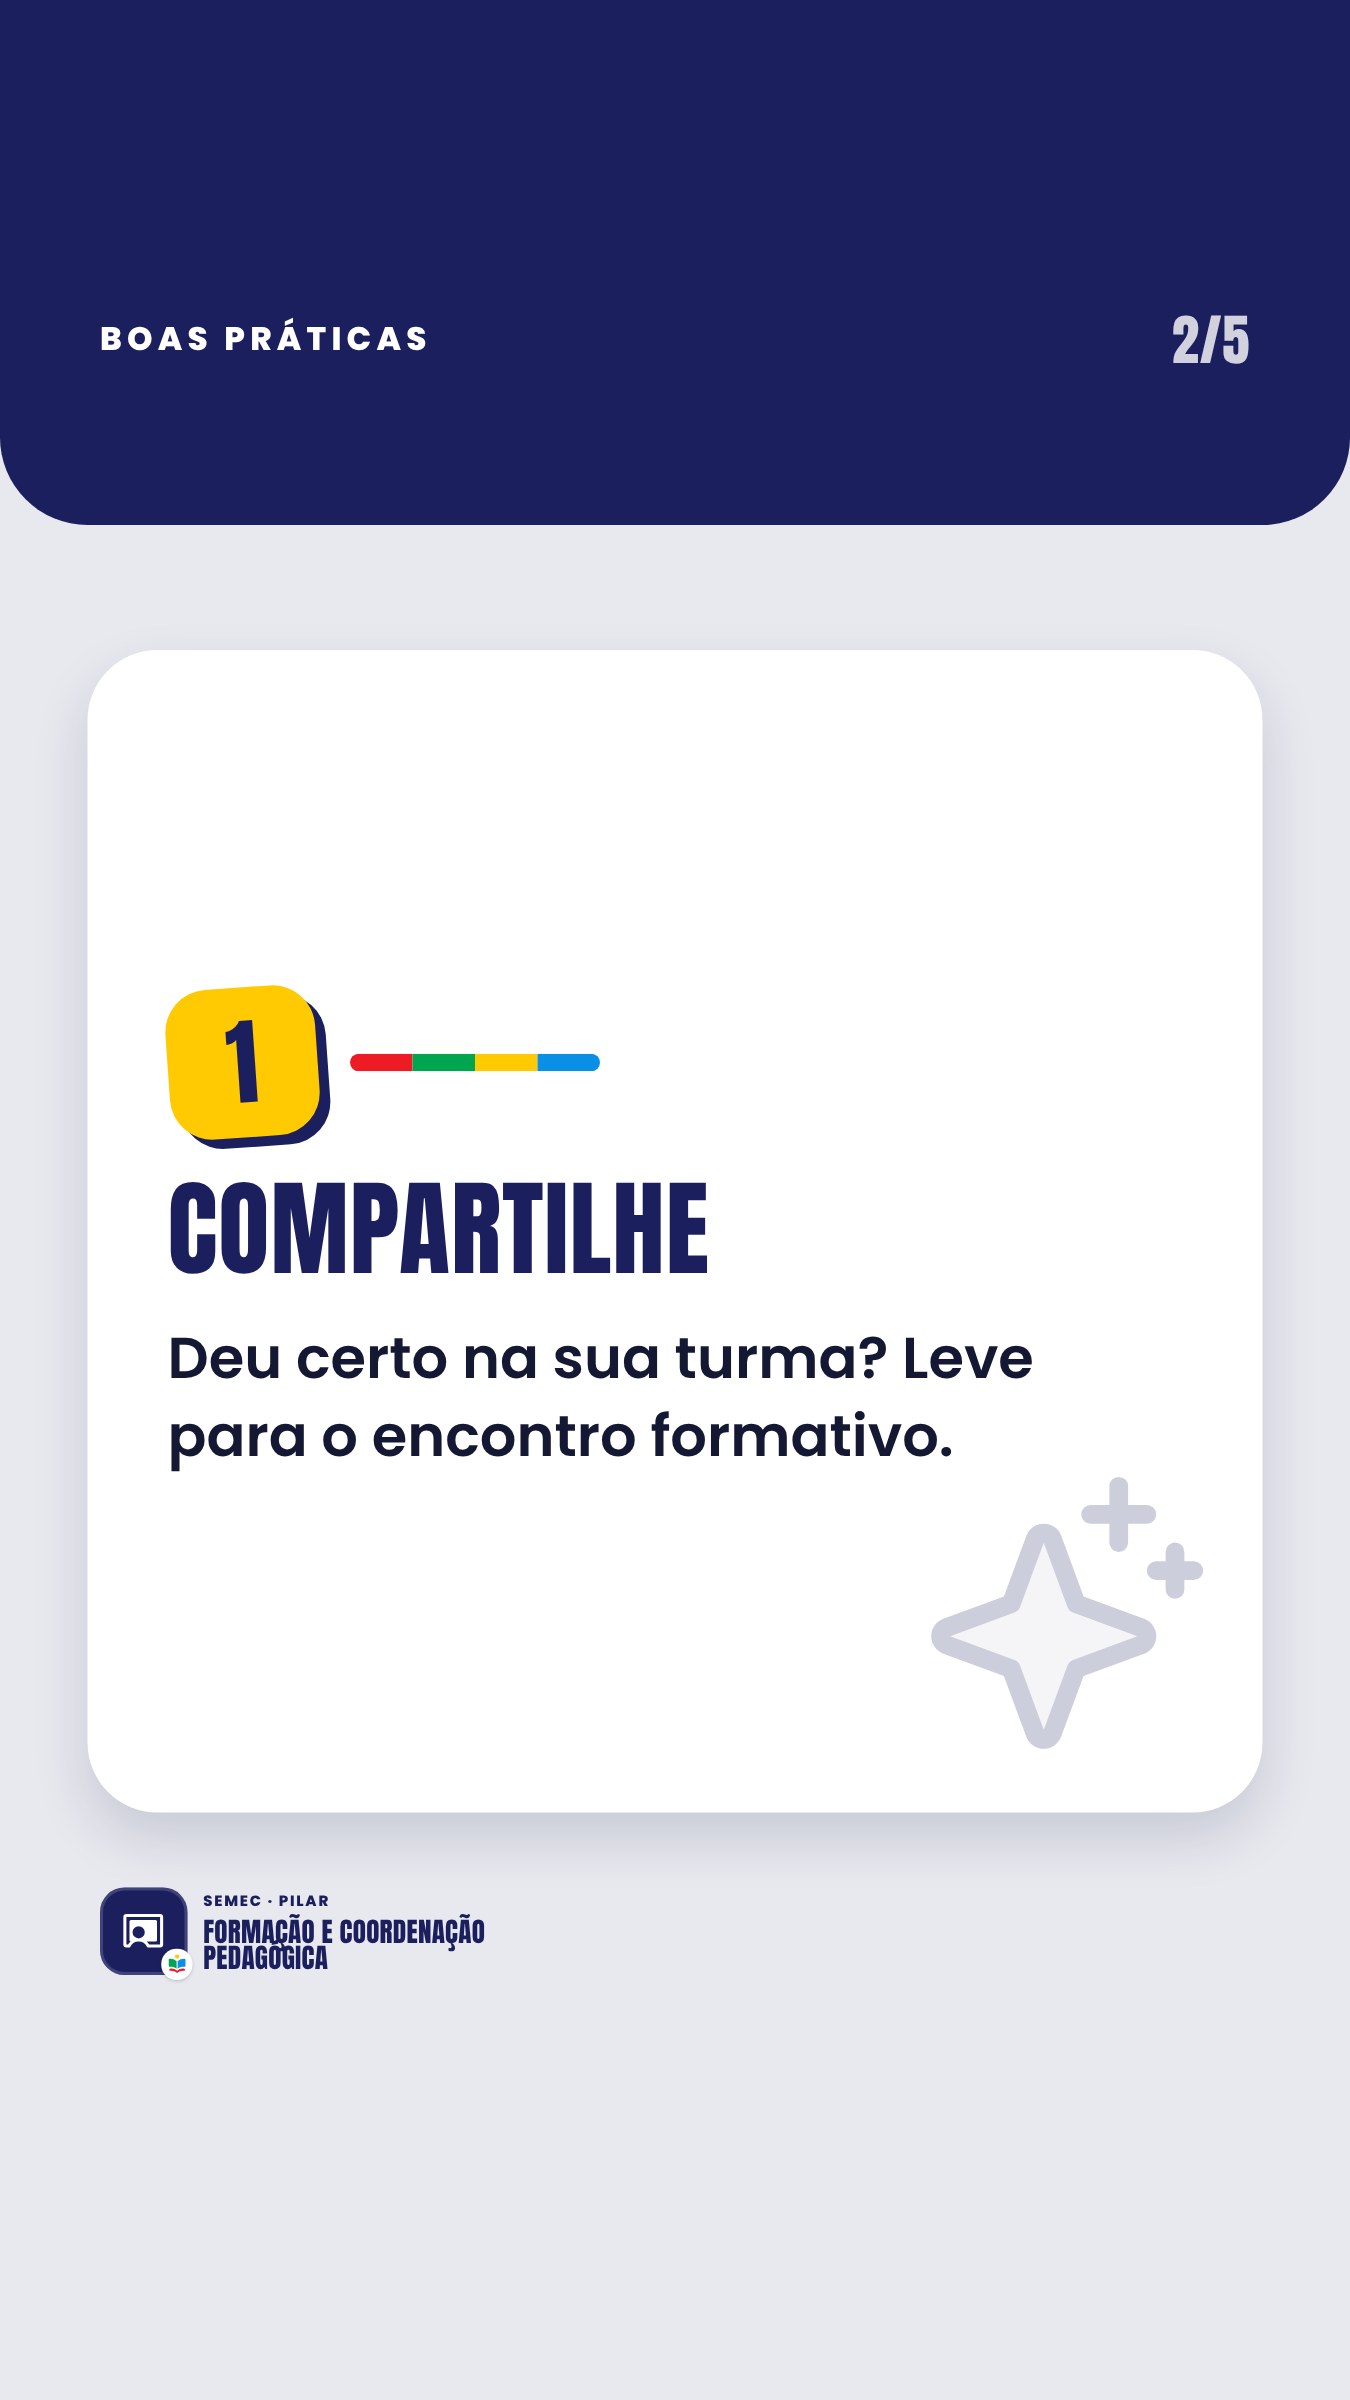 BOAS PRÁTICAS
2/5
1
COMPARTILHE
Deu certo na sua turma? Leve
para o encontro formativo.
SEMEC · PILAR
FORMAÇÃO E COORDENAÇÃO
PEDAGÓGICA